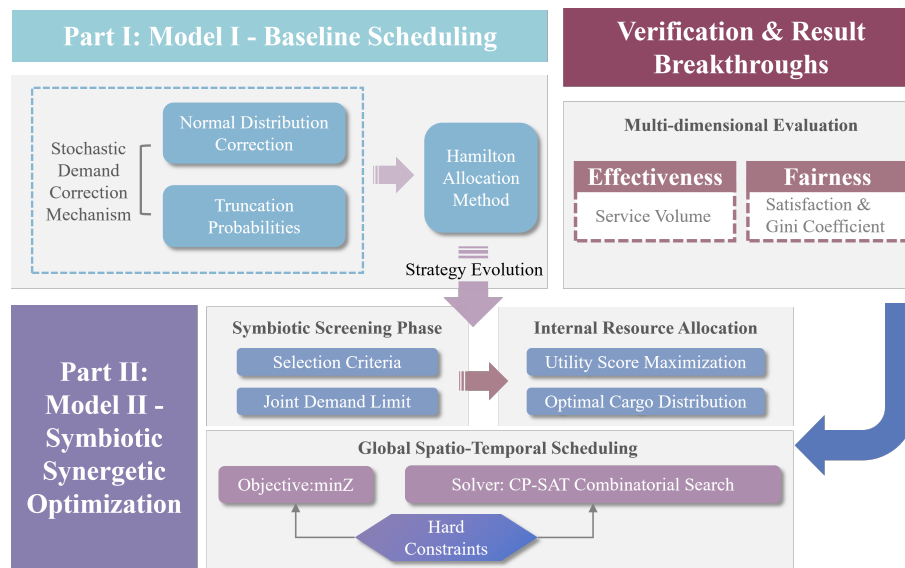 Part I: Model I - Baseline Scheduling
Stochastic
Demand
Correction
Mechanism
Normal Distribution
Correction
Truncation
Probabilities
Hamilton
Allocation
Method
Strategy Evolution
Verification & Result
Breakthroughs
Multi-dimensional Evaluation
Effectiveness
Service Volume
Fairness
Satisfaction &
Gini Coefficient
Part II:
Model II -
Symbiotic
Synergetic
Optimization
Symbiotic Screening Phase
Selection Criteria
Joint Demand Limit
Internal Resource Allocation
Utility Score Maximization
Optimal Cargo Distribution
Global Spatio-Temporal Scheduling
Objective:minZ
Solver: CP-SAT Combinatorial Search
Hard
Constraints